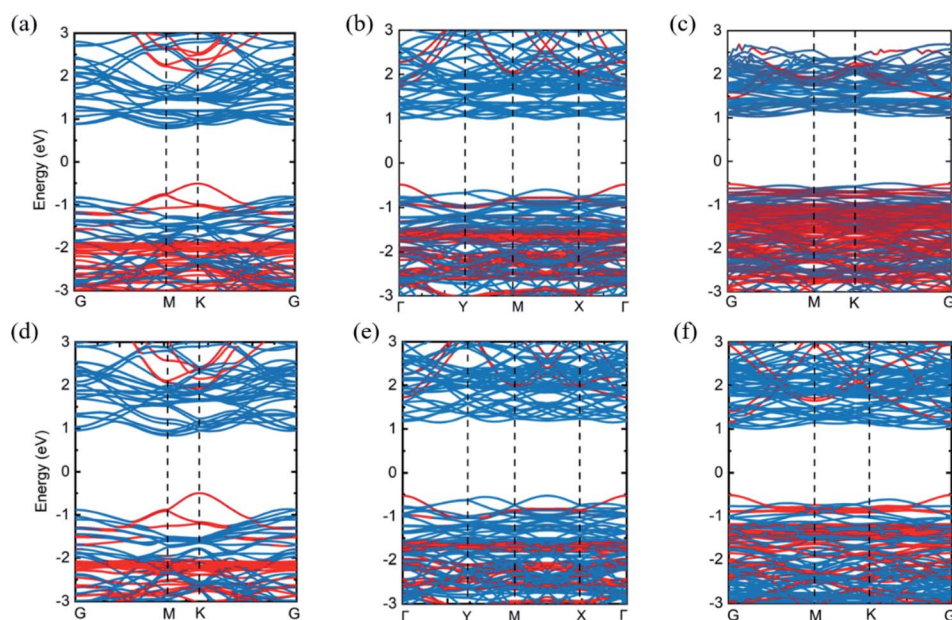 (a) (b) (c)
3 3 3
2 2 2
1 1 1
0 0 0
-1 -1 -1
-2 -2 -2
-3 -3 -3
Energy (eV)
G M K G Γ Y M X Γ G M K G
(d) (e) (f)
3 3 3
2 2 2
1 1 1
0 0 0
-1 -1 -1
-2 -2 -2
-3 -3 -3
Energy (eV)
G M K G Γ Y M X Γ G M K G